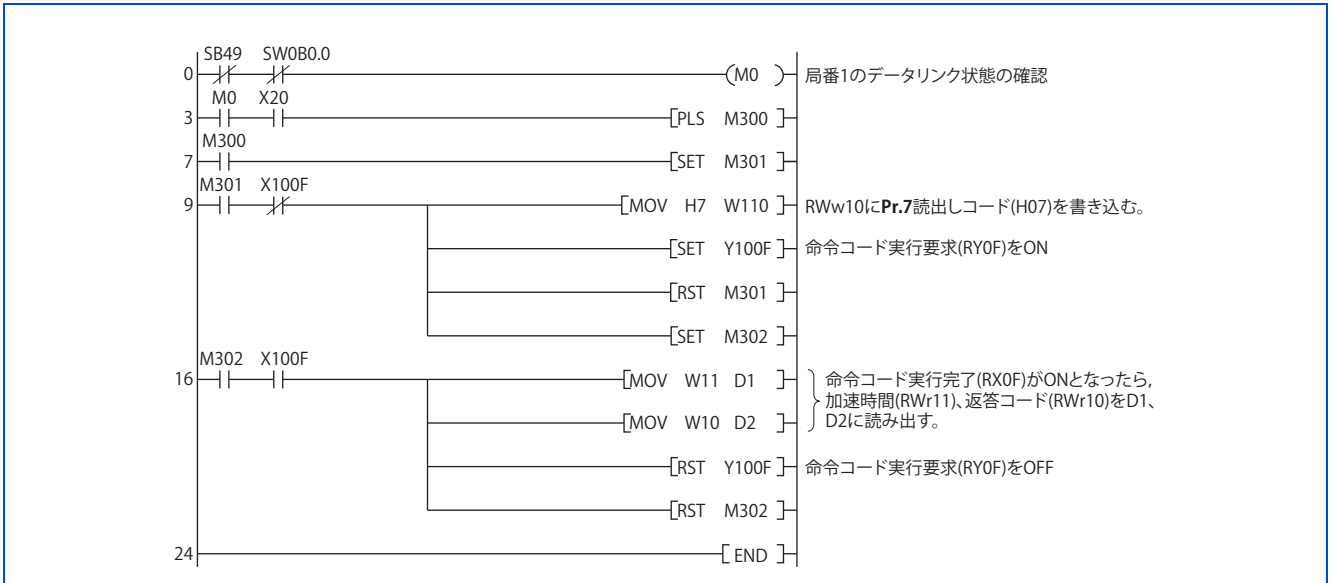 SB49 SW0B0.0
0 (M0 ) 局番1のデータリンク状態の確認
M0 X20
3 [PLS M300 ]
M300
7 [SET M301 ]
M301 X100F
9 [MOV H7 W110 ] RWw10にPr.7読出しコード(H07)を書き込む。
[SET Y100F ] 命令コード実行要求(RY0F)をON
[RST M301 ]
[SET M302 ]
M302 X100F
16 [MOV W11 D1 ] 命令コード実行完了(RX0F)がONとなったら,
加速時間(RWr11)、返答コード(RWr10)をD1、
[MOV W10 D2 ] D2に読み出す。
[RST Y100F ] 命令コード実行要求(RY0F)をOFF
[RST M302 ]
24 [ END ]